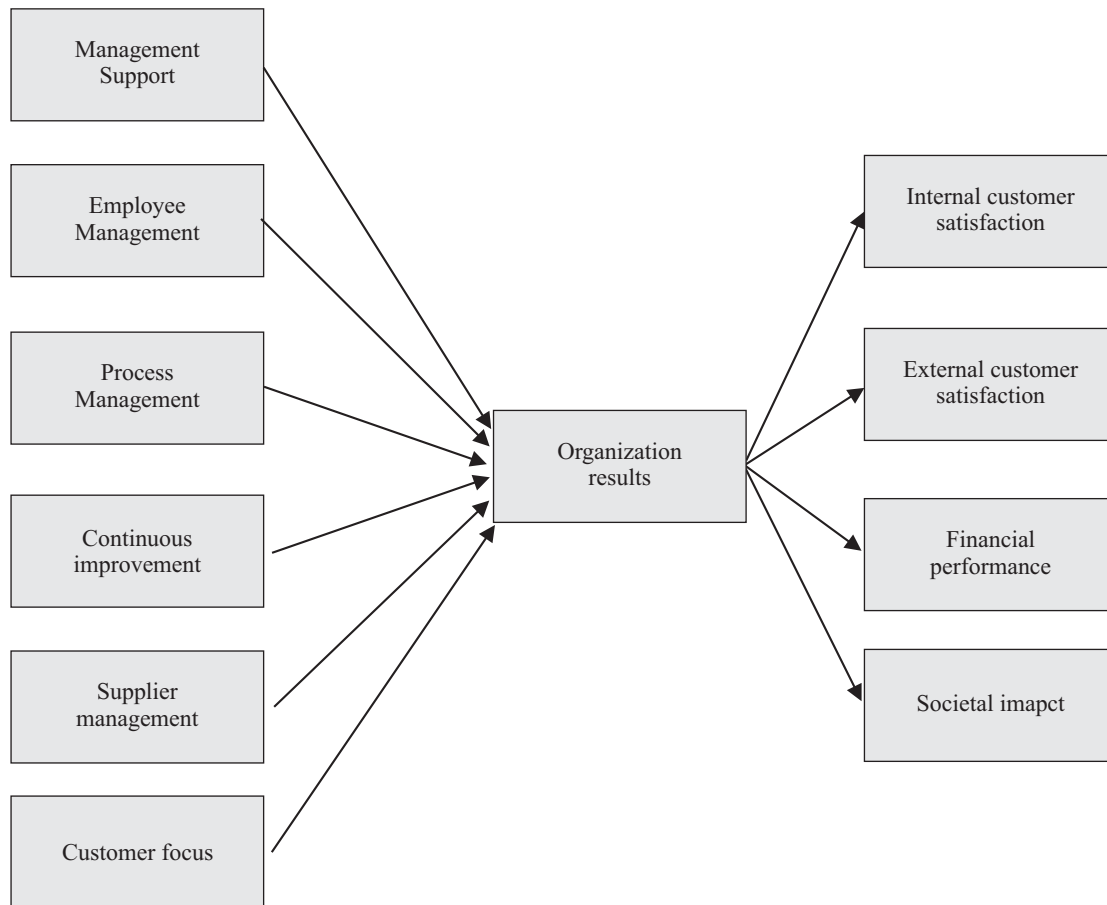 Management
Support
Employee
Management
Process
Management
Continuous
improvement
Supplier
management
Customer focus
Organization
results
Internal customer
satisfaction
External customer
satisfaction
Financial
performance
Societal imapct